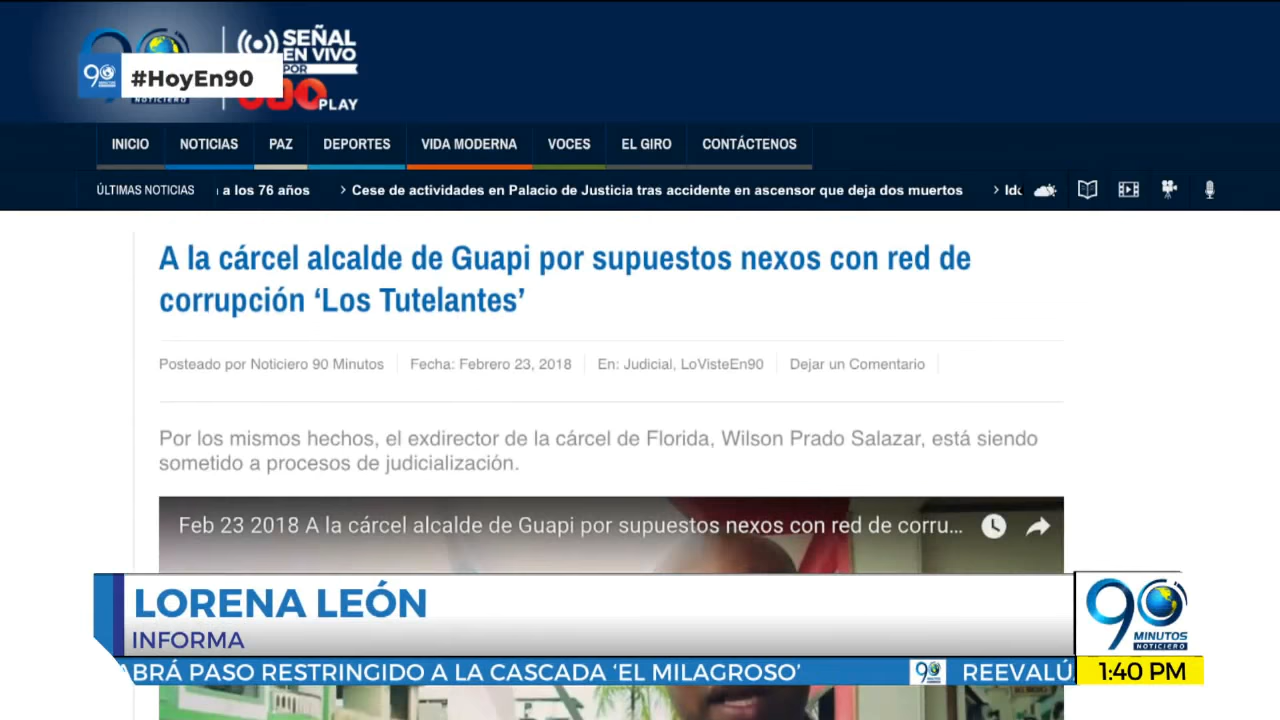 SEÑAL
EN VIVO
POR
PLAY
90
#HoyEn90
NOTICIERO
INICIO NOTICIAS PAZ DEPORTES VIDA MODERNA VOCES EL GIRO CONTÁCTENOS
ÚLTIMAS NOTICIAS a los 76 años > Cese de actividades en Palacio de Justicia tras accidente en ascensor que deja dos muertos >
A la cárcel alcalde de Guapi por supuestos nexos con red de
corrupción ‘Los Tutelantes’
Posteado por Noticiero 90 Minutos Fecha: Febrero 23, 2018 En: Judicial, LoVisteEn90 Dejar un Comentario
Por los mismos hechos, el exdirector de la cárcel de Florida, Wilson Prado Salazar, está siendo
sometido a procesos de judicialización.
Feb 23 2018 A la cárcel alcalde de Guapi por supuestos nexos con red de corru...
LORENA LEÓN
INFORMA
90
MINUTOS
NOTICIERO
ABRÁ PASO RESTRINGIDO A LA CASCADA ‘EL MILAGROSO’ 90 REEVALÚ
1:40 PM